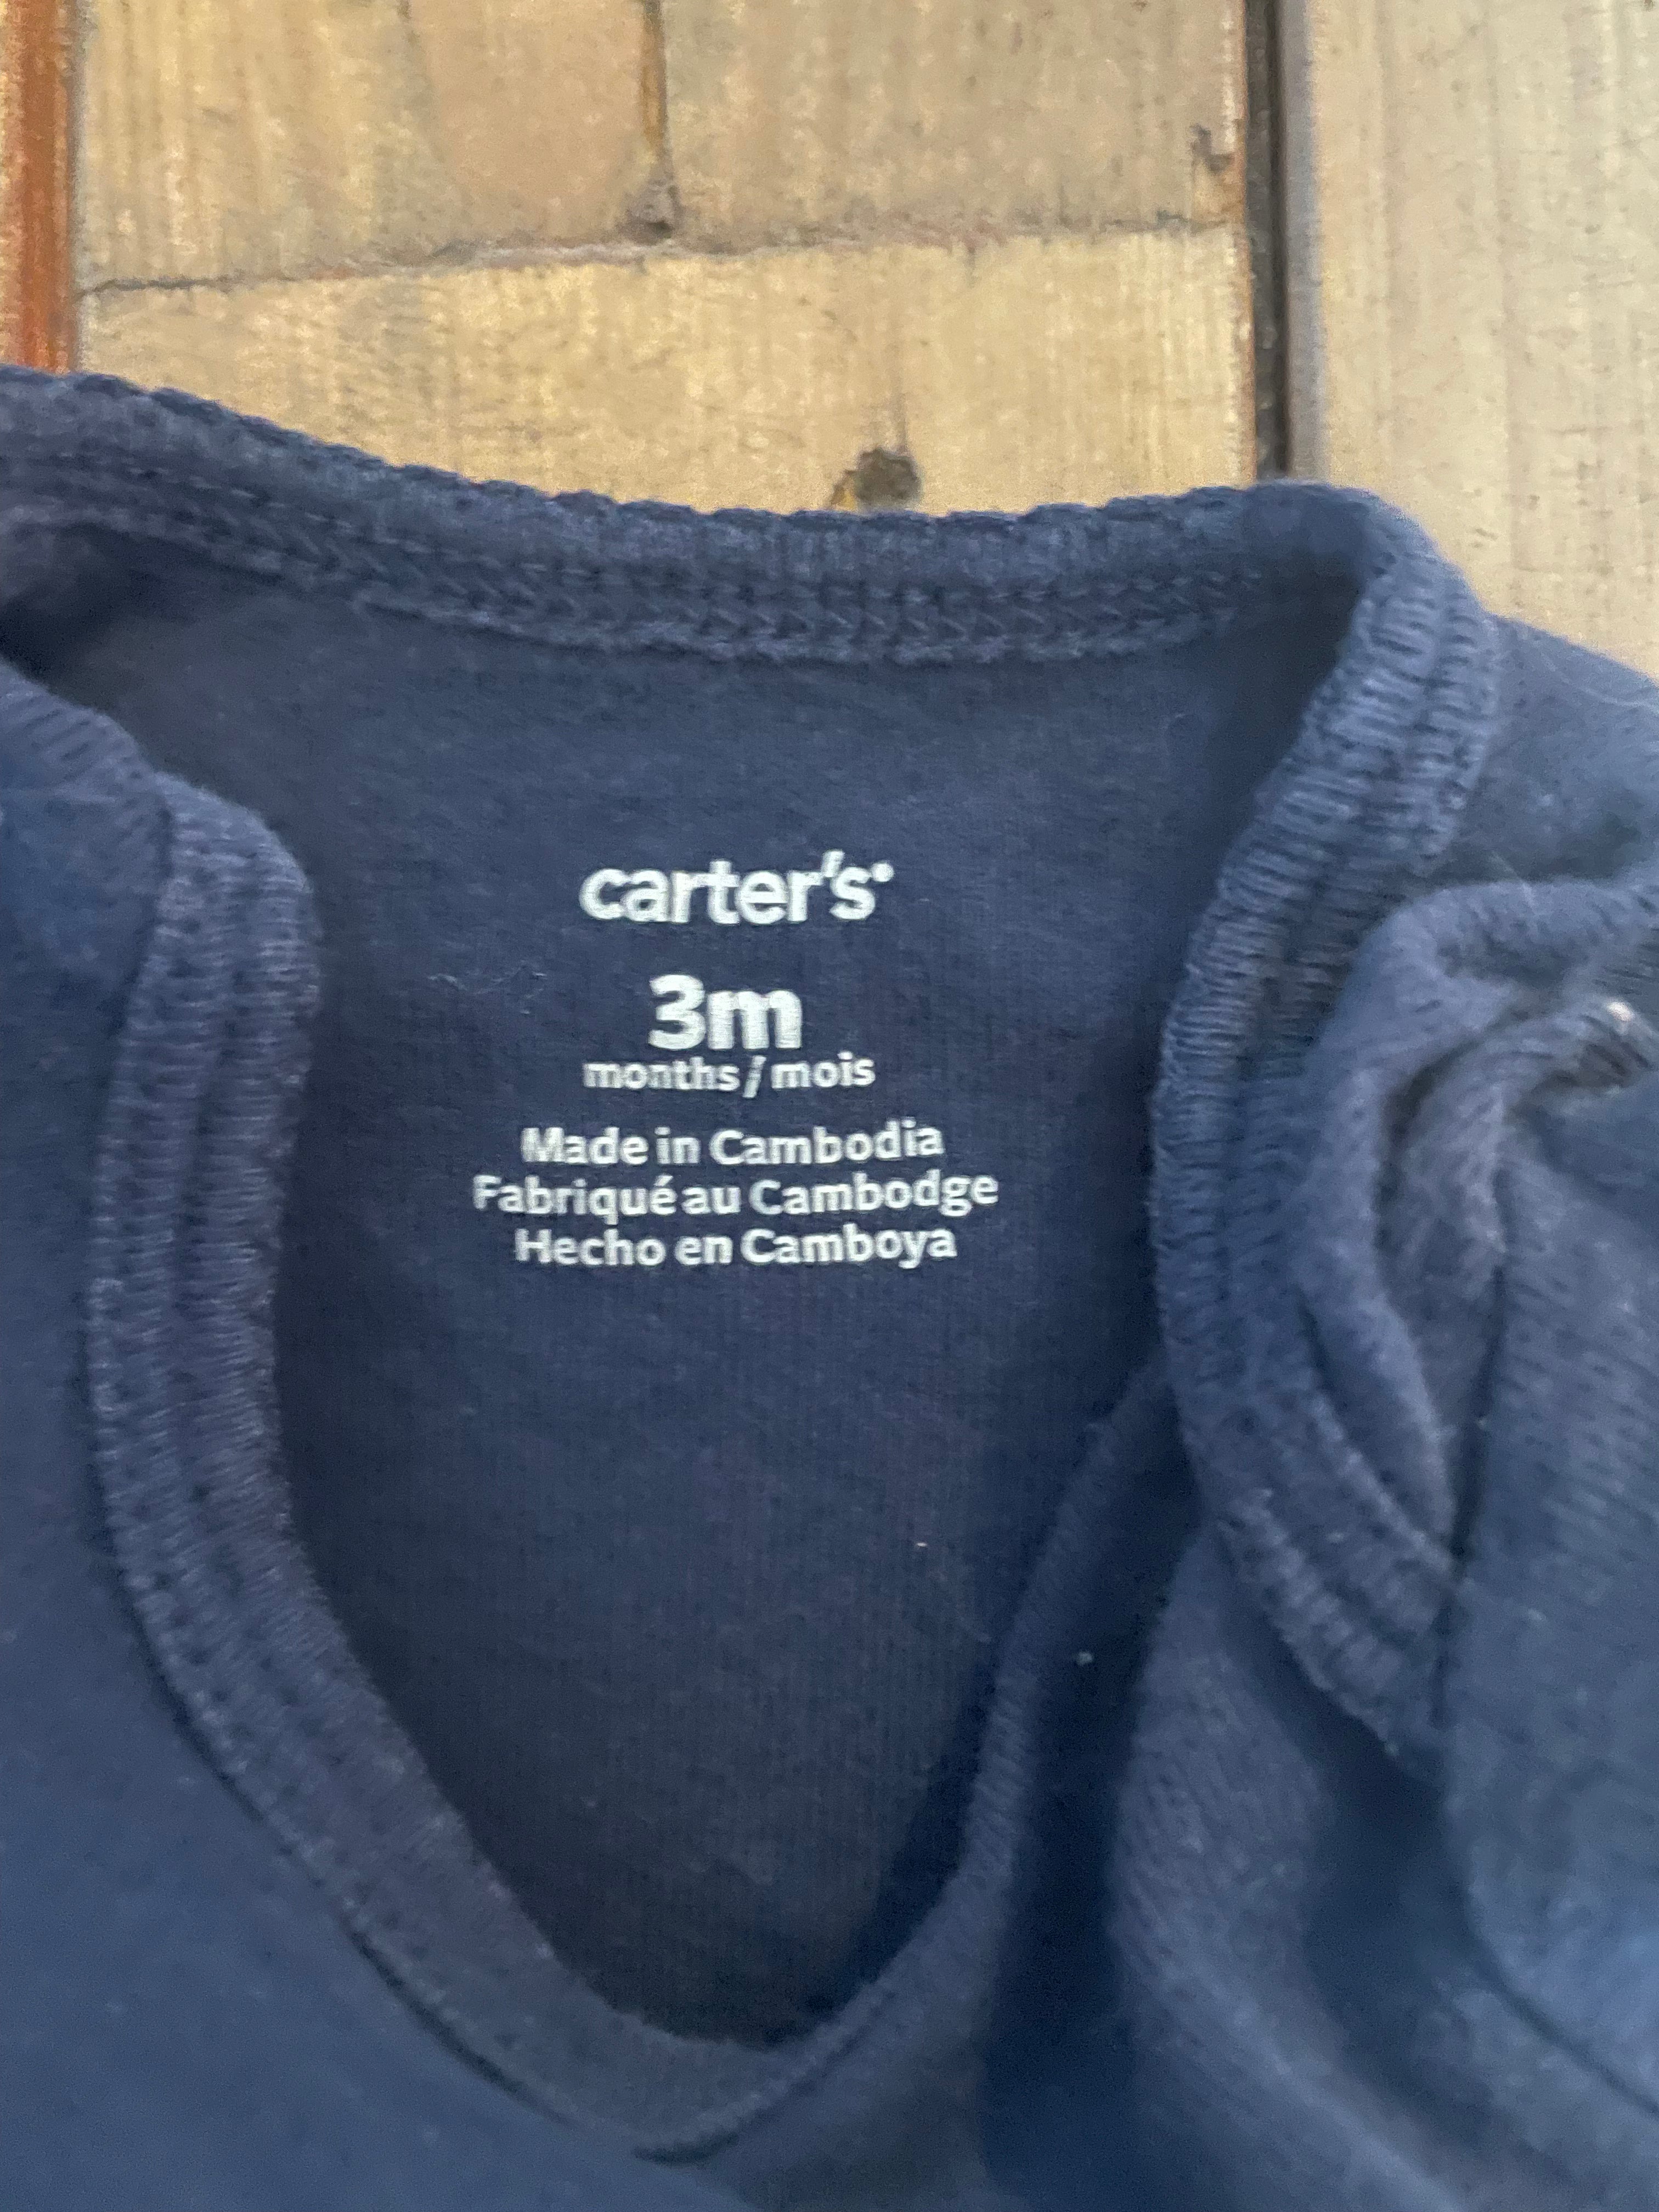 carter's
3m
months/mois
Made in Cambodia
Fabriqué au Cambodge
Hecho en Camboya